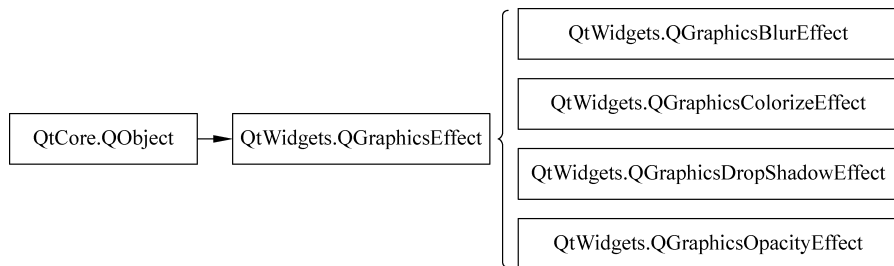 QtWidgets.QGraphicsBlurEffect
QtWidgets.QGraphicsColorizeEffect
QtCore.QObject
QtWidgets.QGraphicsEffect
QtWidgets.QGraphicsDropShadowEffect
QtWidgets.QGraphicsOpacityEffect